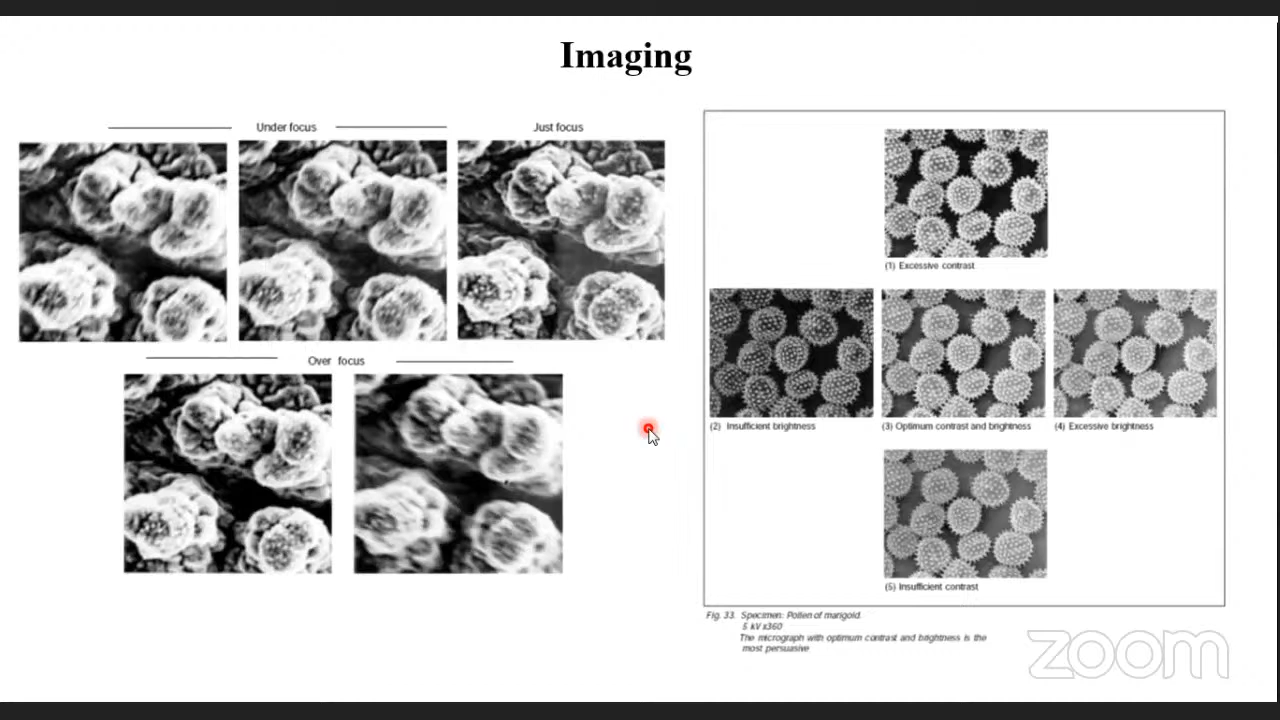 Imaging
Under focus
Just focus
Over focus
(1) Excessive contrast
(2) Insufficient brightness
(3) Optimum contrast and brightness
(4) Excessive brightness
(5) Insufficient contrast
Fig. 33. Specimen: Pollen of marigold.
5 kV x360
The micrograph with optimum contrast and brightness is the
most persuasive
zoom